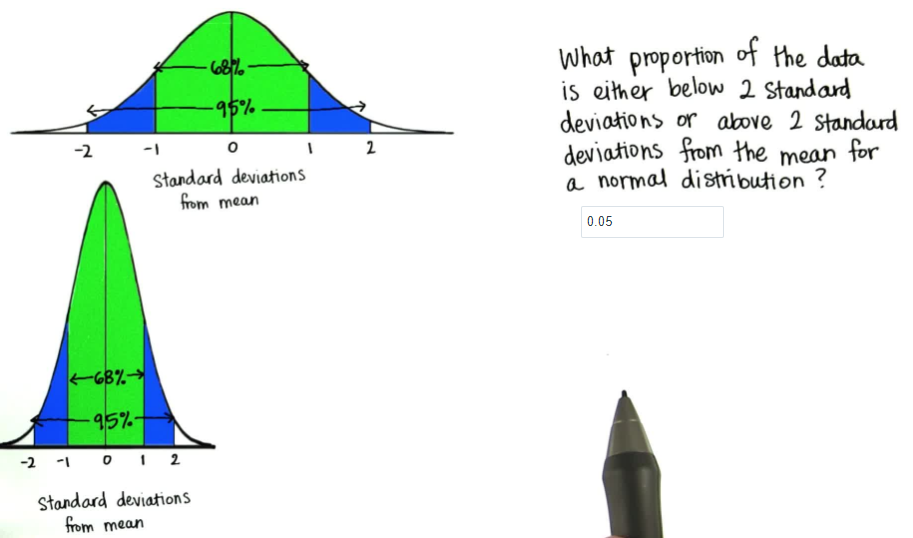 68%
95%
-2 -1 0 1 2
Standard deviations
from mean
68%
95%
-2 -1 0 1 2
Standard deviations
from mean
What proportion of the data
is either below 2 standard
deviations or above 2 standard
deviations from the mean for
a normal distribution?
0.05